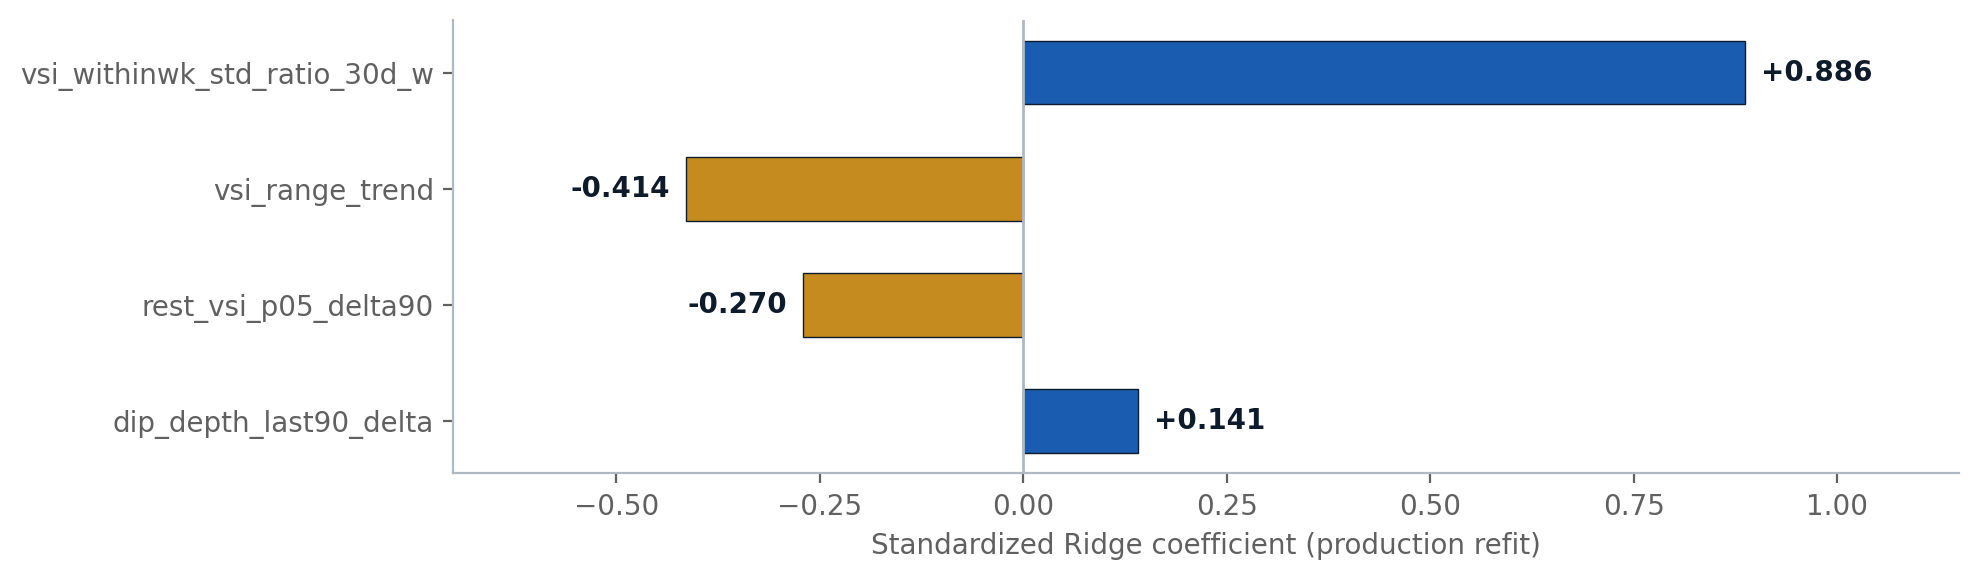 vsi_withinwk_std_ratio_30d_w
+0.886
vsi_range_trend
-0.414
rest_vsi_p05_delta90
-0.270
dip_depth_last90_delta
+0.141
−0.50 −0.25 0.00 0.25 0.50 0.75 1.00
Standardized Ridge coefficient (production refit)